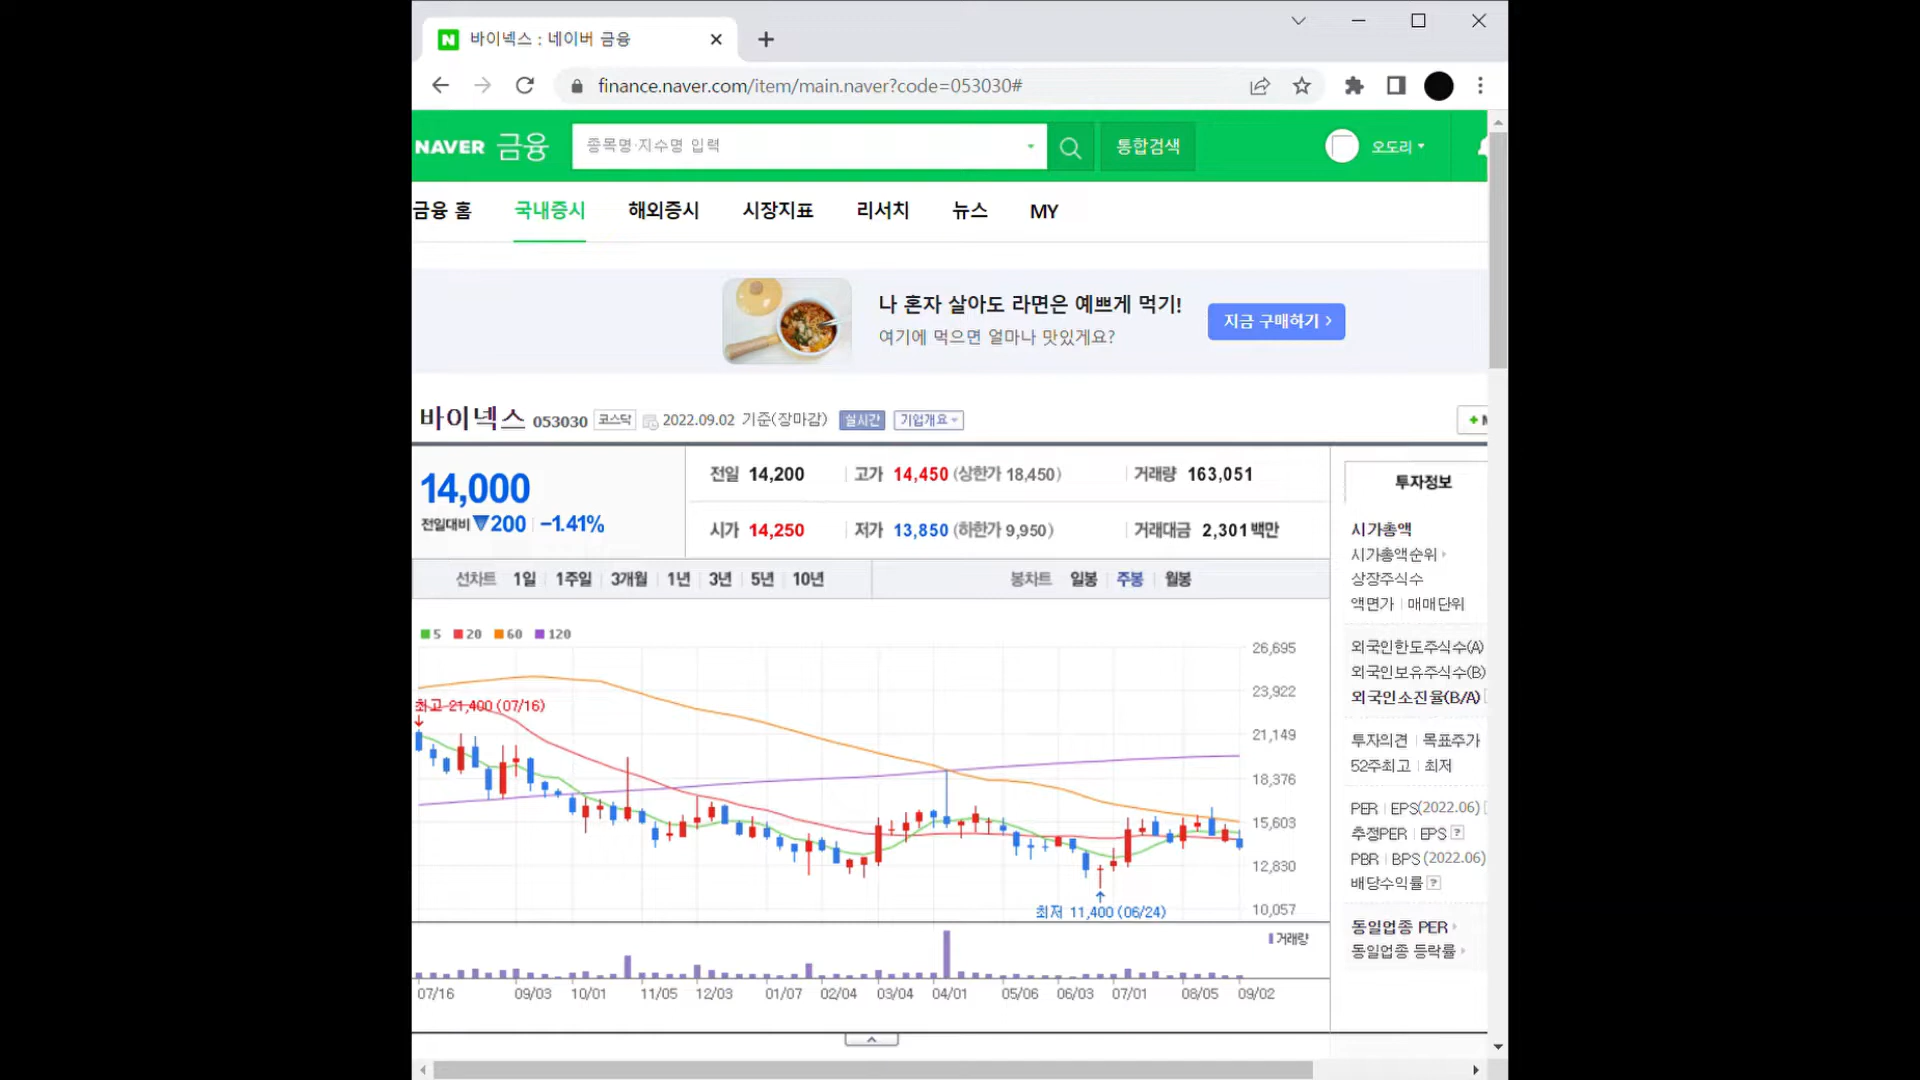 바이넥스 : 네이버 금융
finance.naver.com/item/main.naver?code=053030#
NAVER 금융 종목명·지수명 입력 통합검색 오도리
금융 홈 국내증시 해외증시 시장지표 리서치 뉴스 MY
나 혼자 살아도 라면은 예쁘게 먹기!
여기에 먹으면 얼마나 맛있게요?
지금 구매하기 >
바이넥스 053030 코스닥 2022.09.02 기준(장마감) 실시간 기업개요
14,000
전일대비 ▼200 -1.41%
전일 14,200 고가 14,450 (상한가 18,450) 거래량 163,051
시가 14,250 저가 13,850 (하한가 9,950) 거래대금 2,301 백만
선차트 1일 1주일 3개월 1년 3년 5년 10년 봉차트 일봉 주봉 월봉
5 20 60 120
최고 21,400 (07/16)
26,695
23,922
21,149
18,376
15,603
12,830
10,057
최저 11,400 (06/24)
거래량
07/16 09/03 10/01 11/05 12/03 01/07 02/04 03/04 04/01 05/06 06/03 07/01 08/05 09/02
투자정보
시가총액
시가총액순위
상장주식수
액면가 | 매매단위
외국인한도주식수(A)
외국인보유주식수(B)
외국인소진율(B/A)
투자의견 | 목표주가
52주최고 | 최저
PER | EPS(2022.06)
추정PER | EPS ?
PBR | BPS (2022.06)
배당수익률 ?
동일업종 PER
동일업종 등락률